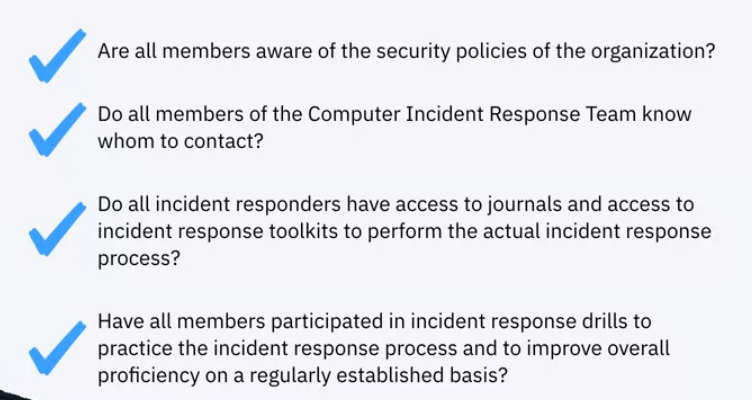 Are all members aware of the security policies of the organization?
Do all members of the Computer Incident Response Team know
whom to contact?
Do all incident responders have access to journals and access to
incident response toolkits to perform the actual incident response
process?
Have all members participated in incident response drills to
practice the incident response process and to improve overall
proficiency on a regularly established basis?